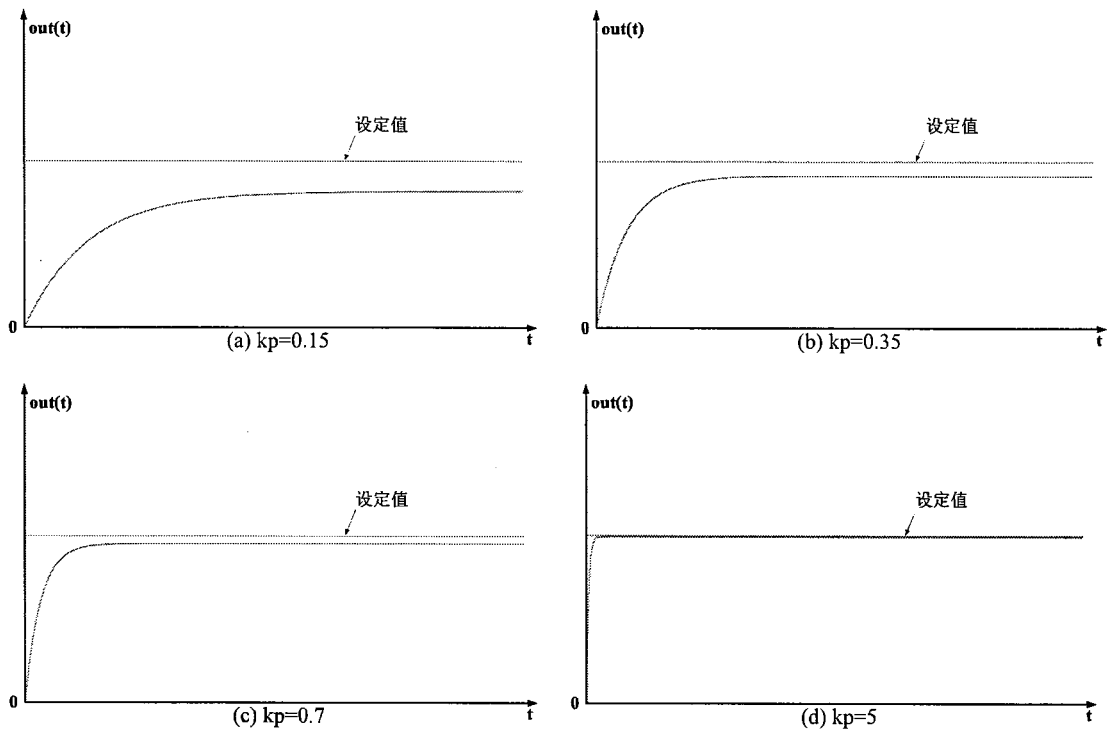 out(t)
设定值
0
t
(a) kp=0.15
out(t)
设定值
0
t
(b) kp=0.35
out(t)
设定值
0
t
(c) kp=0.7
out(t)
设定值
0
t
(d) kp=5